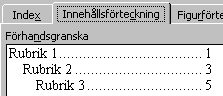 Index Innehållsförteckning Figurförte
Förhandsgranska
Rubrik 1 1
Rubrik 2 3
Rubrik 3 5